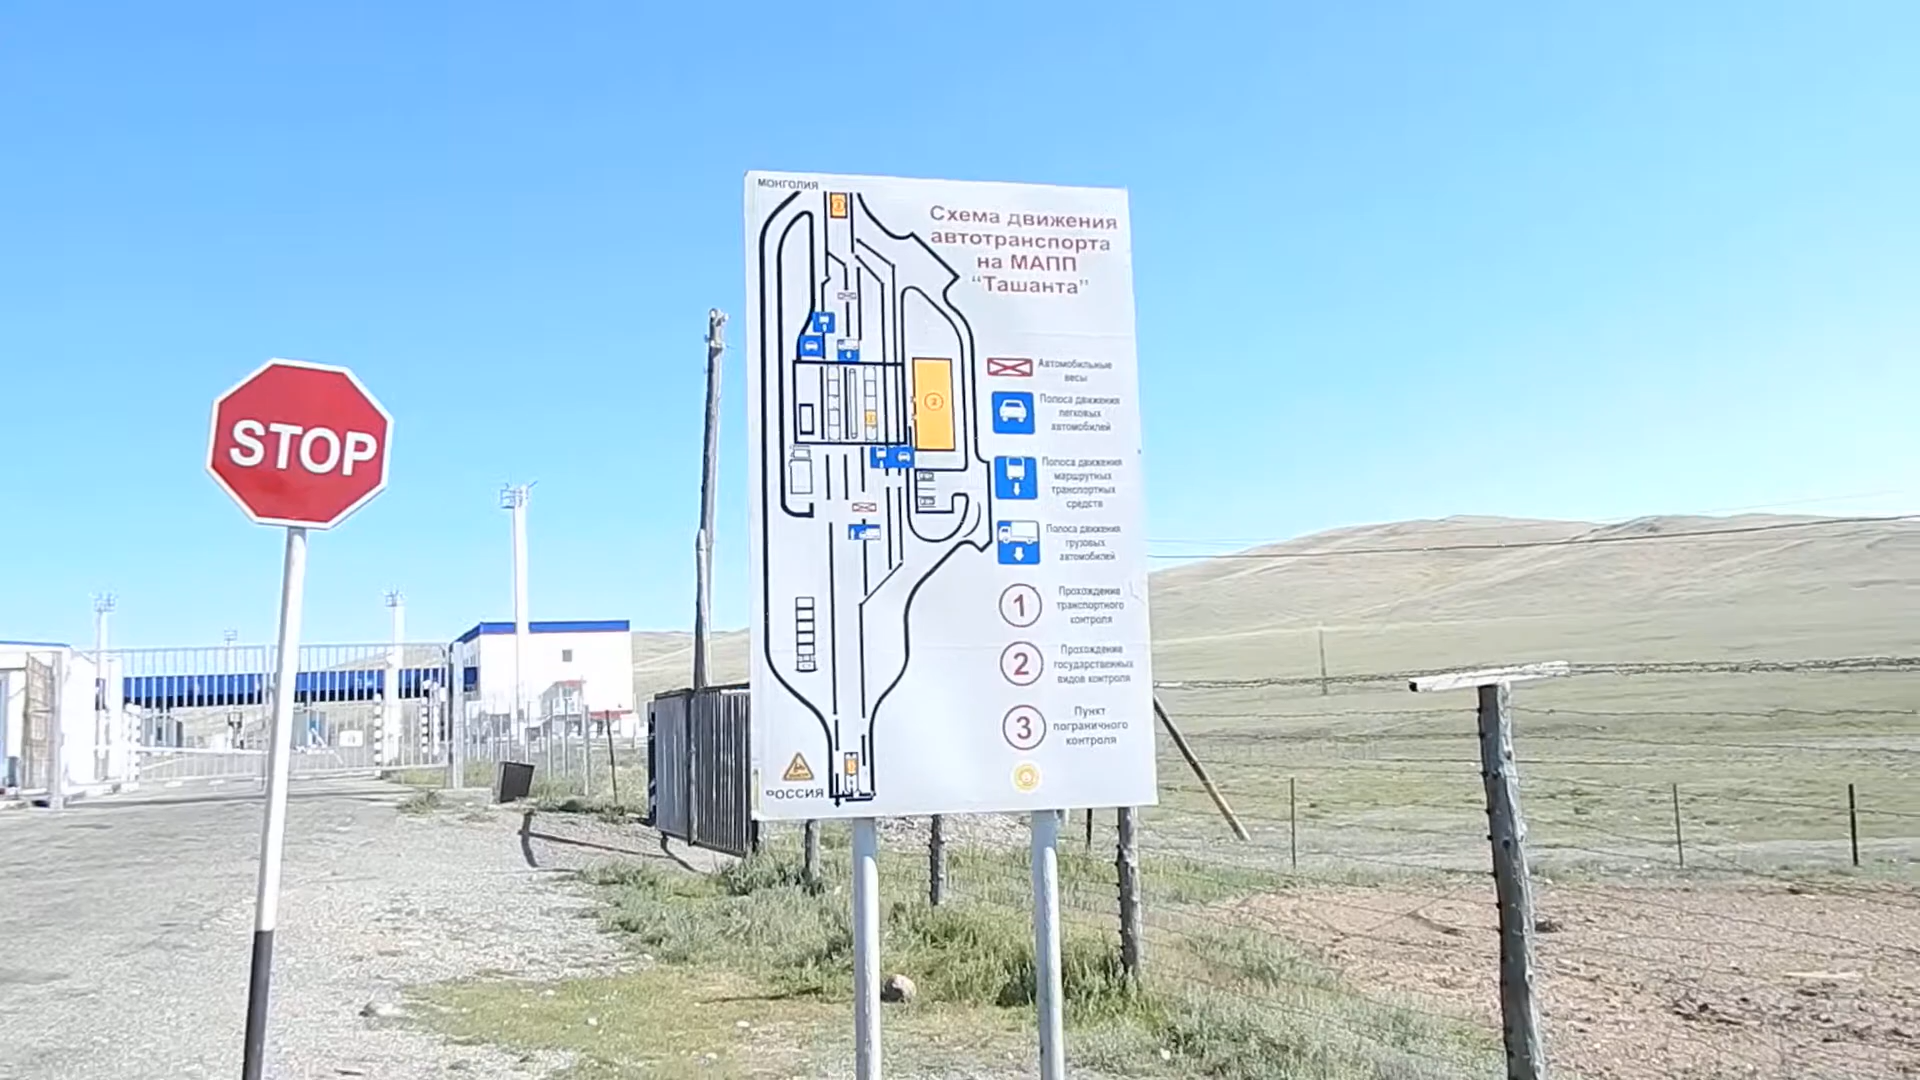 STOP
МОНГОЛИЯ
Схема движения
автотранспорта
на МАПП
“Ташанта”
Автомобильные
весы
Полоса движения
легковых
автомобилей
Полоса движения
маршрутных
транспортных
средств
Полоса движения
грузовых
автомобилей
1
Прохождение
транспортного
контроля
2
Прохождение
государственных
видов контроля
3
Пункт
пограничного
контроля
РОССИЯ